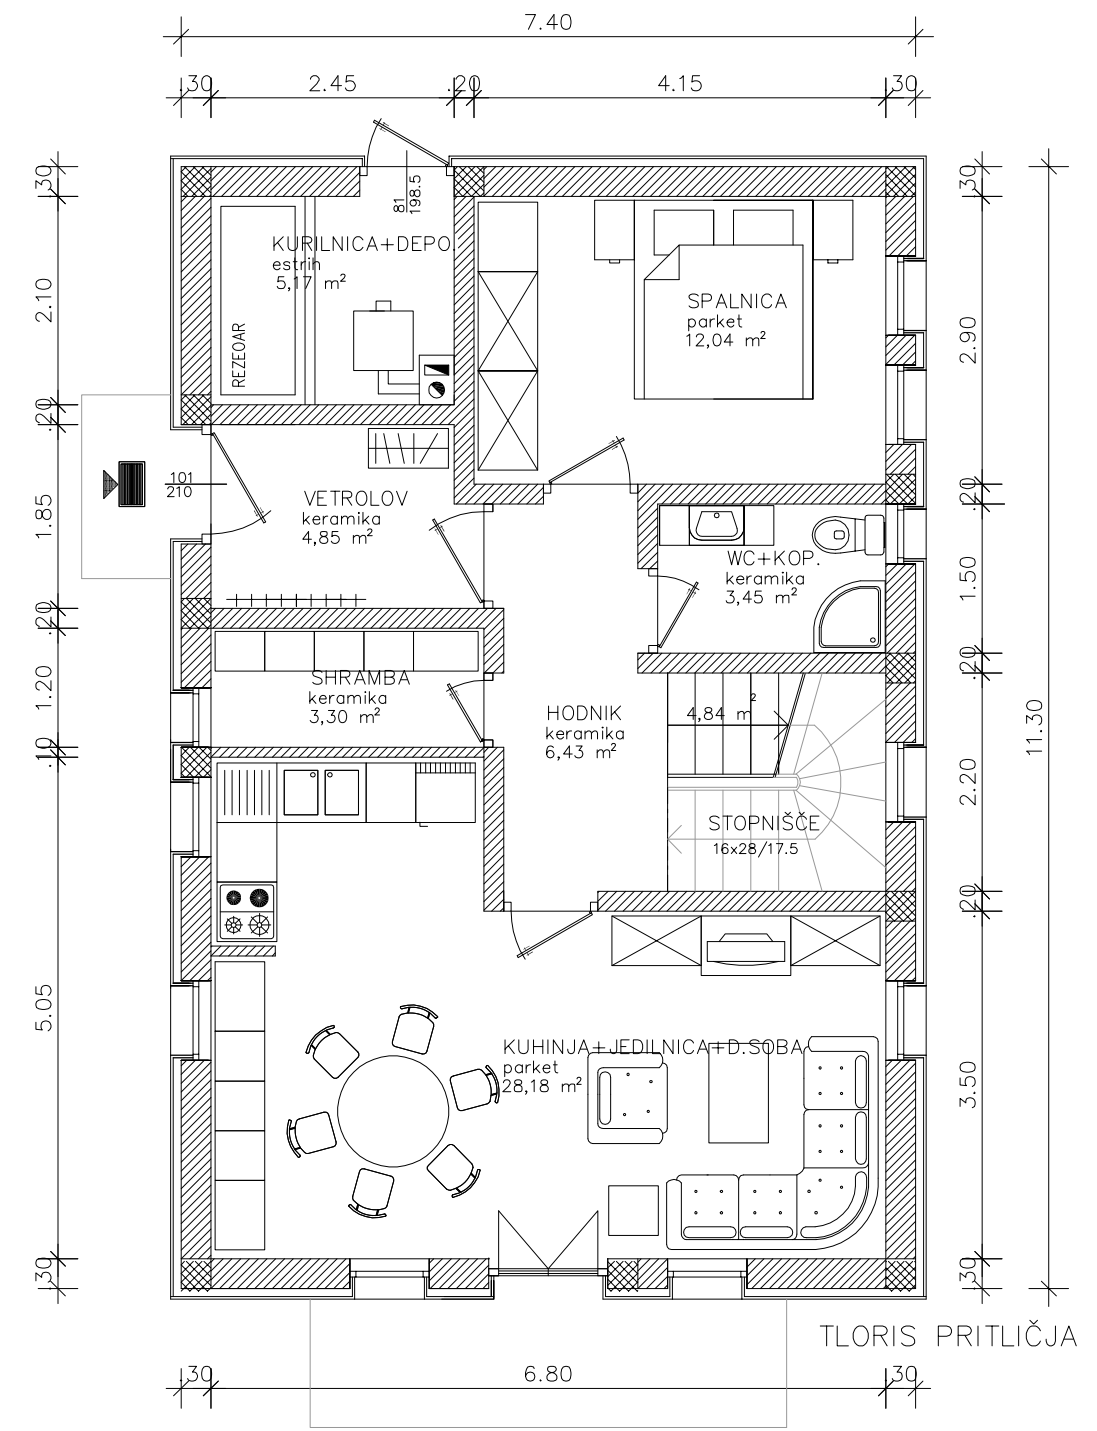 7.40
.30
2.45
.20
4.15
.30
.30
2.10
.20
1.85
.20
1.20
.10
5.05
.30
81
198.5
KURILNICA+DEPO.
estrih
5,17 m²
REZEOAR
SPALNICA
parket
12,04 m²
101
210
VETROLOV
keramika
4,85 m²
WC+KOP.
keramika
3,45 m²
SHRAMBA
keramika
3,30 m²
HODNIK
keramika
6,43 m²
4,84 m²
STOPNIŠČE
16x28/17.5
KUHINJA+JEDILNICA+D.SOBA
parket
28,18 m²
.30
2.90
.20
1.50
.20
2.20
.20
3.50
.30
11.30
TLORIS PRITLIČJA
.30
6.80
.30